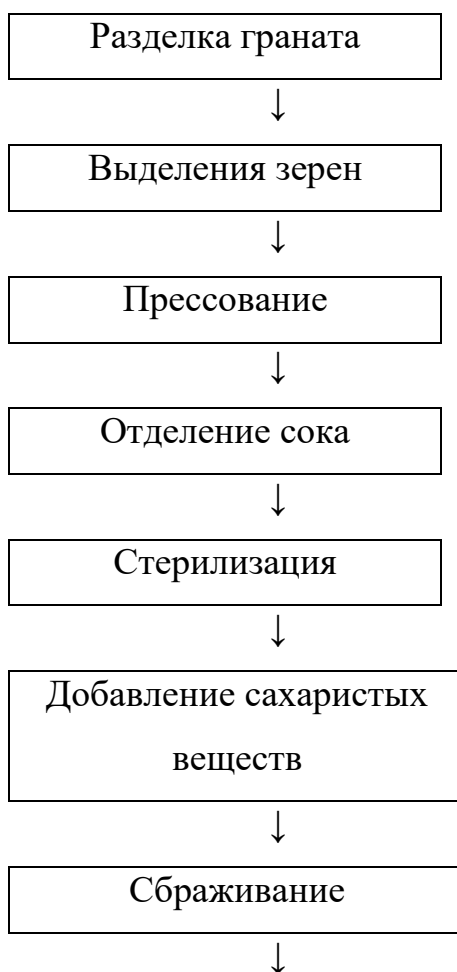 Разделка граната
↓
Выделения зерен
↓
Прессование
↓
Отделение сока
↓
Стерилизация
↓
Добавление сахаристых
веществ
↓
Сбраживание
↓